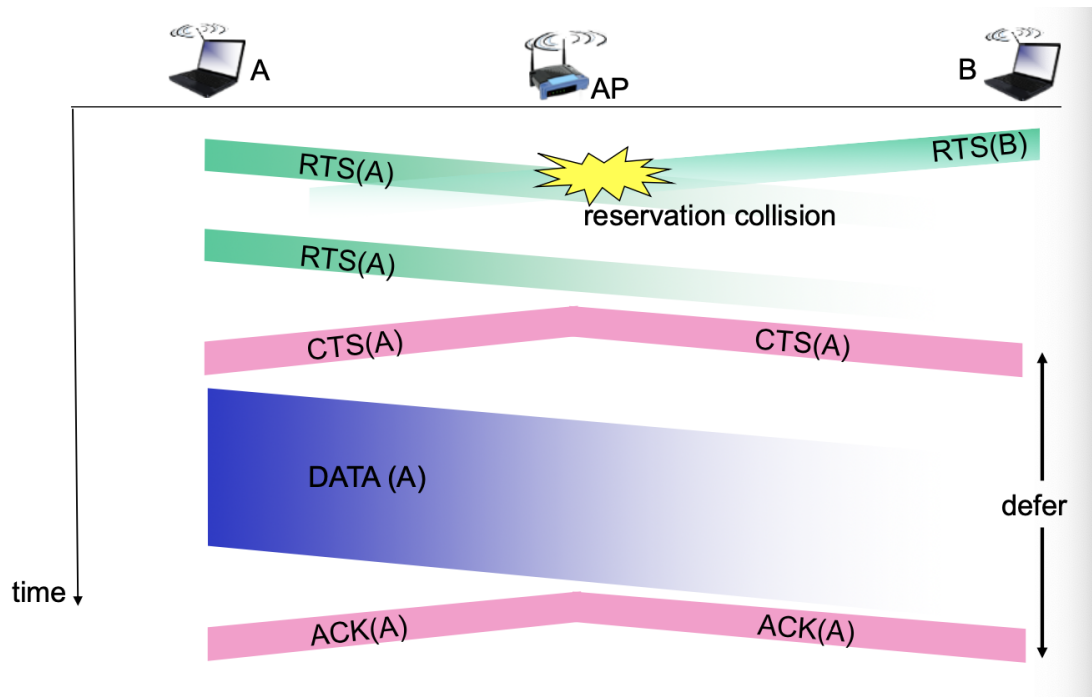 A
AP
B
RTS(A)
RTS(B)
reservation collision
RTS(A)
CTS(A)
CTS(A)
DATA (A)
defer
time
ACK(A)
ACK(A)